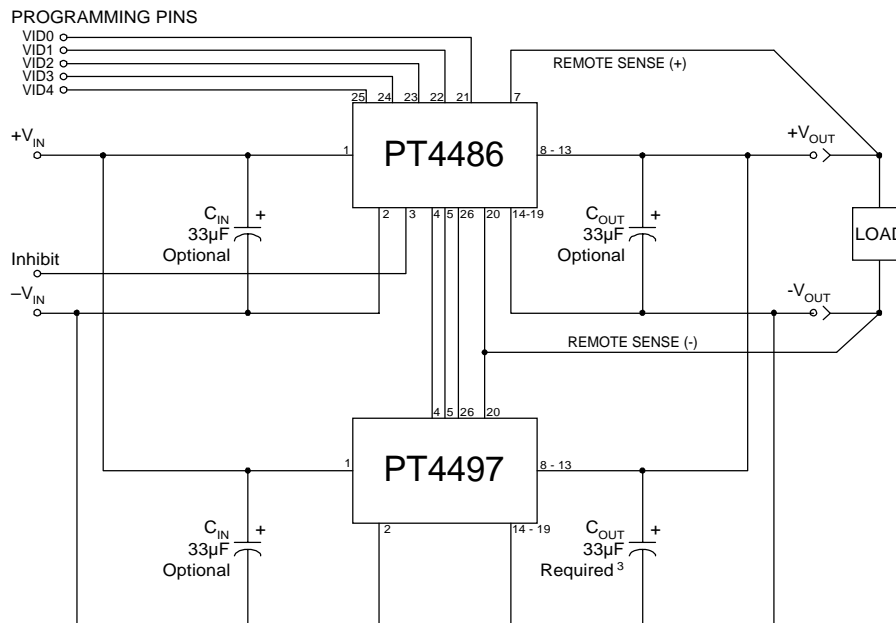 PROGRAMMING PINS
VID0
VID1
VID2
VID3
VID4
25 24 23 22 21 7
REMOTE SENSE (+)
+VIN
1 PT4486 8 - 13
+VOUT
2 3 4 5 26 20 14-19
CIN +
33µF
Optional
COUT +
33µF
Optional
LOAD
Inhibit
–VIN
-VOUT
REMOTE SENSE (-)
4 5 26 20
1 PT4497 8 - 13
2 14 - 19
CIN +
33µF
Optional
COUT +
33µF
Required 3